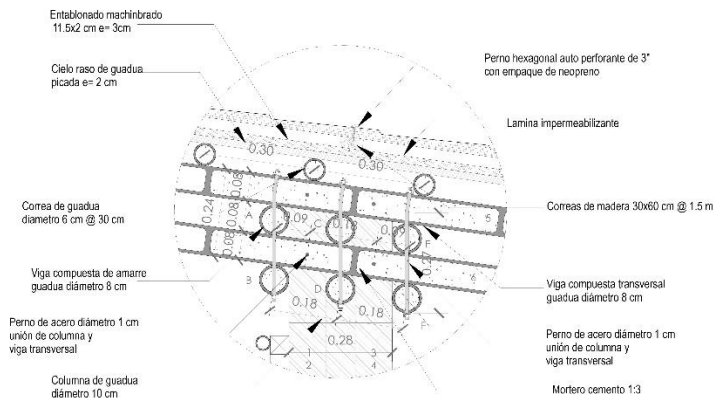 Entablonado machinbrado
11.5x2 cm e= 3cm
Cielo raso de guadua
picada e= 2 cm
Correa de guadua
diametro 6 cm @ 30 cm
Viga compuesta de amarre
guadua diámetro 8 cm
Perno de acero diámetro 1 cm
unión de columna y
viga transversal
Columna de guadua
diámetro 10 cm
0.30
0.30
0.24
0.08
0.08
0.08
A
0.09
C
F
5
B
D
6
0.18
0.18
0.28
1
3
2
4
Perno hexagonal auto perforante de 3"
con empaque de neopreno
Lamina impermeabilizante
Correas de madera 30x60 cm @ 1.5 m
Viga compuesta transversal
guadua diámetro 8 cm
Perno de acero diámetro 1 cm
unión de columna y
viga transversal
Mortero cemento 1:3